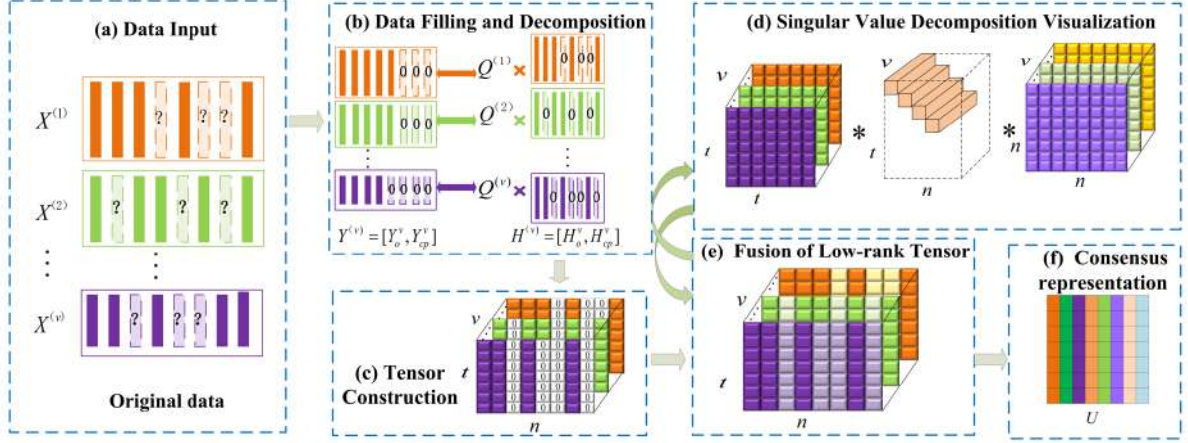 (a) Data Input
X^(1)
? ? ?
X^(2)
? ? ?
X^(v)
? ? ?
Original data
(b) Data Filling and Decomposition
0 0 0
Q^(1) ×
0 0 0
0 0 0
Q^(2) ×
0 0 0
0 0 0 0
Q^(v) ×
0 00 0
Y^(v) = [Y_o^v, Y_cp^v]
H^(v) = [H_o^v, H_cp^v]
(c) Tensor
Construction
v
t
n
(d) Singular Value Decomposition Visualization
v
t
t
*
v
t
n
*
v
n
n
(e) Fusion of Low-rank Tensor
v
t
n
(f) Consensus
representation
U